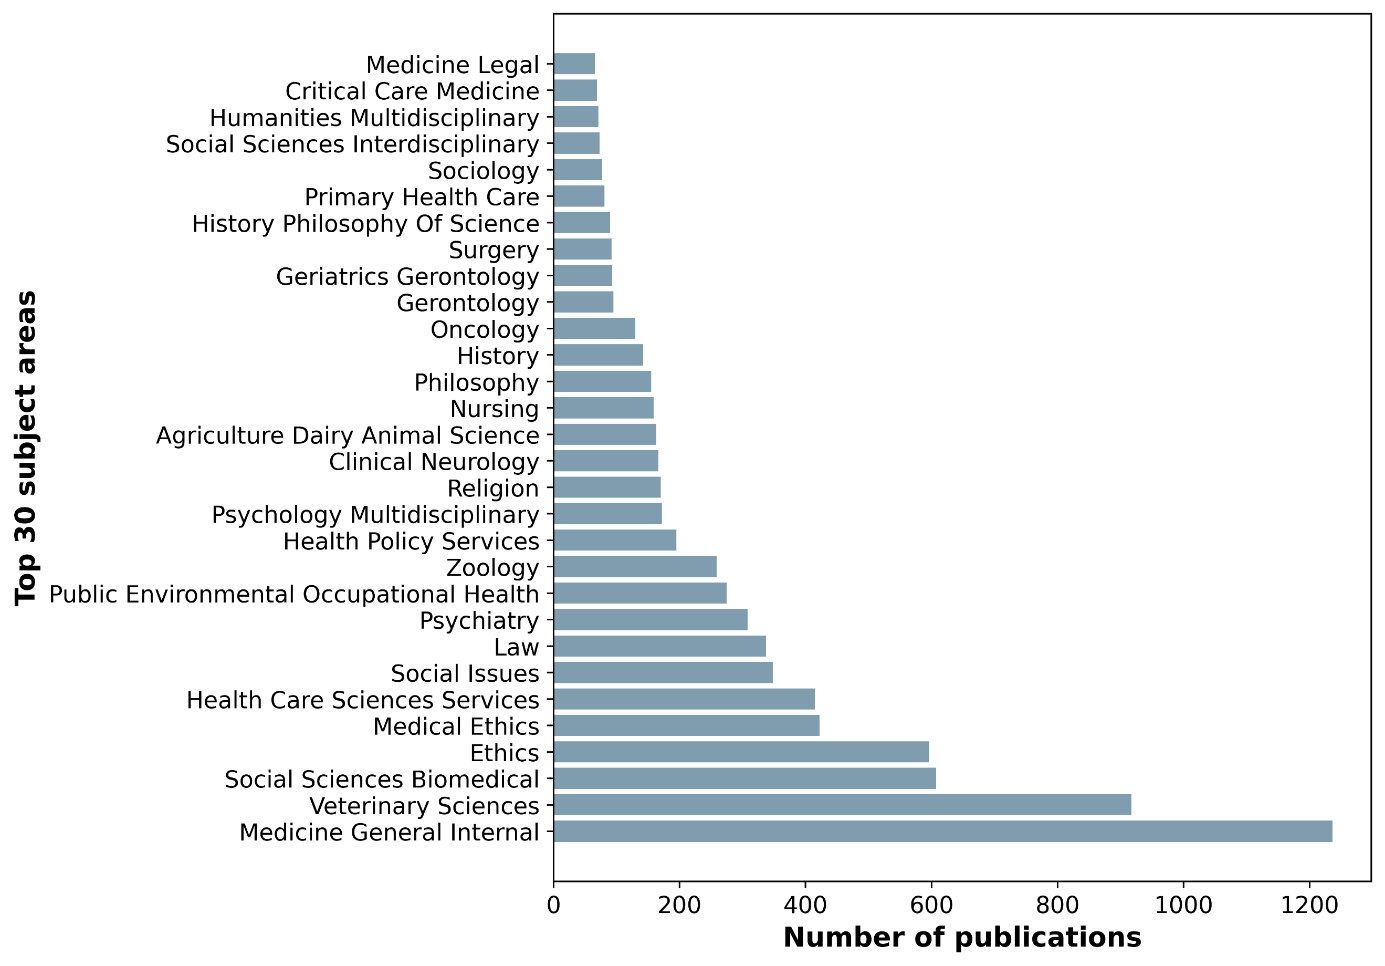 Top 30 subject areas
Medicine Legal
Critical Care Medicine
Humanities Multidisciplinary
Social Sciences Interdisciplinary
Sociology
Primary Health Care
History Philosophy Of Science
Surgery
Geriatrics Gerontology
Gerontology
Oncology
History
Philosophy
Nursing
Agriculture Dairy Animal Science
Clinical Neurology
Religion
Psychology Multidisciplinary
Health Policy Services
Zoology
Public Environmental Occupational Health
Psychiatry
Law
Social Issues
Health Care Sciences Services
Medical Ethics
Ethics
Social Sciences Biomedical
Veterinary Sciences
Medicine General Internal
0 200 400 600 800 1000 1200
Number of publications